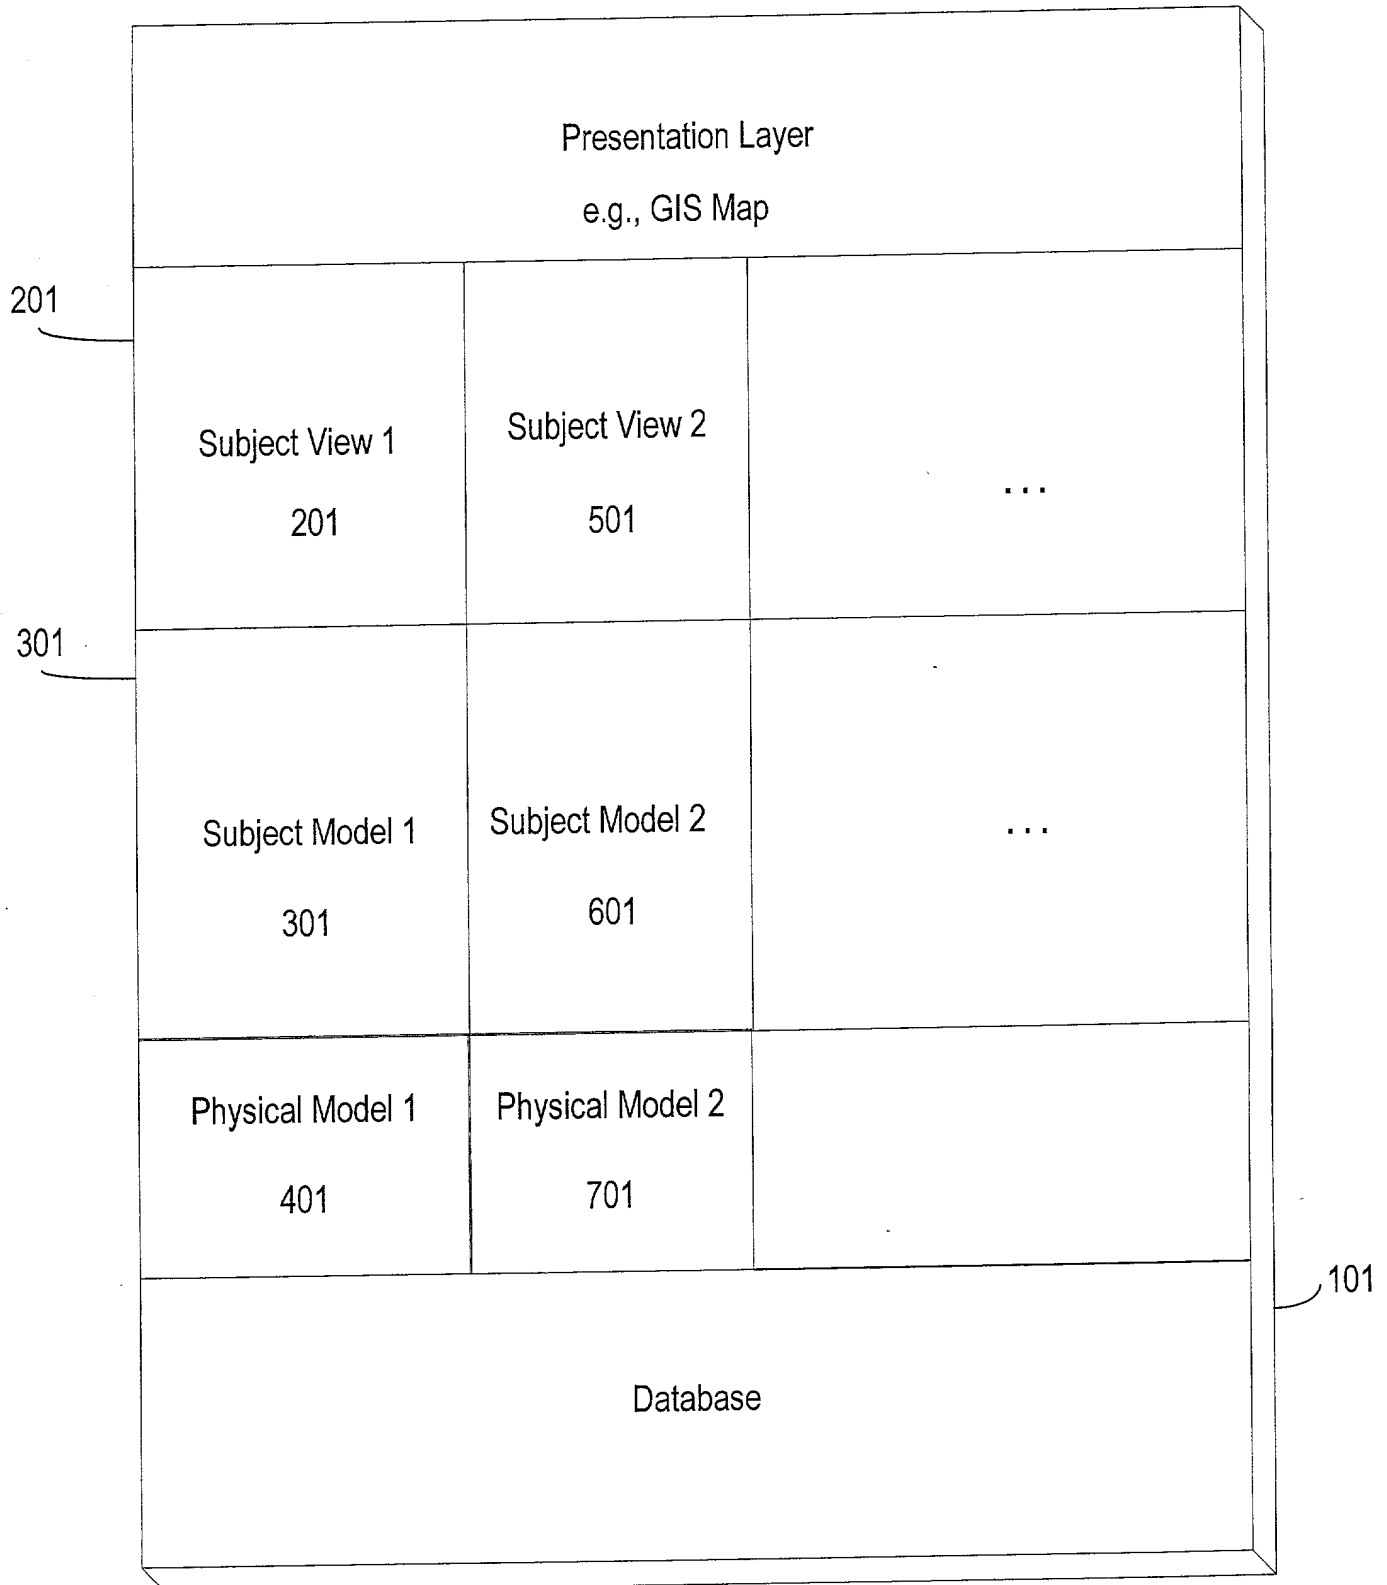 Presentation Layer
e.g., GIS Map
201
Subject View 1
201
Subject View 2
501
...
301
Subject Model 1
301
Subject Model 2
601
...
Physical Model 1
401
Physical Model 2
701
101
Database